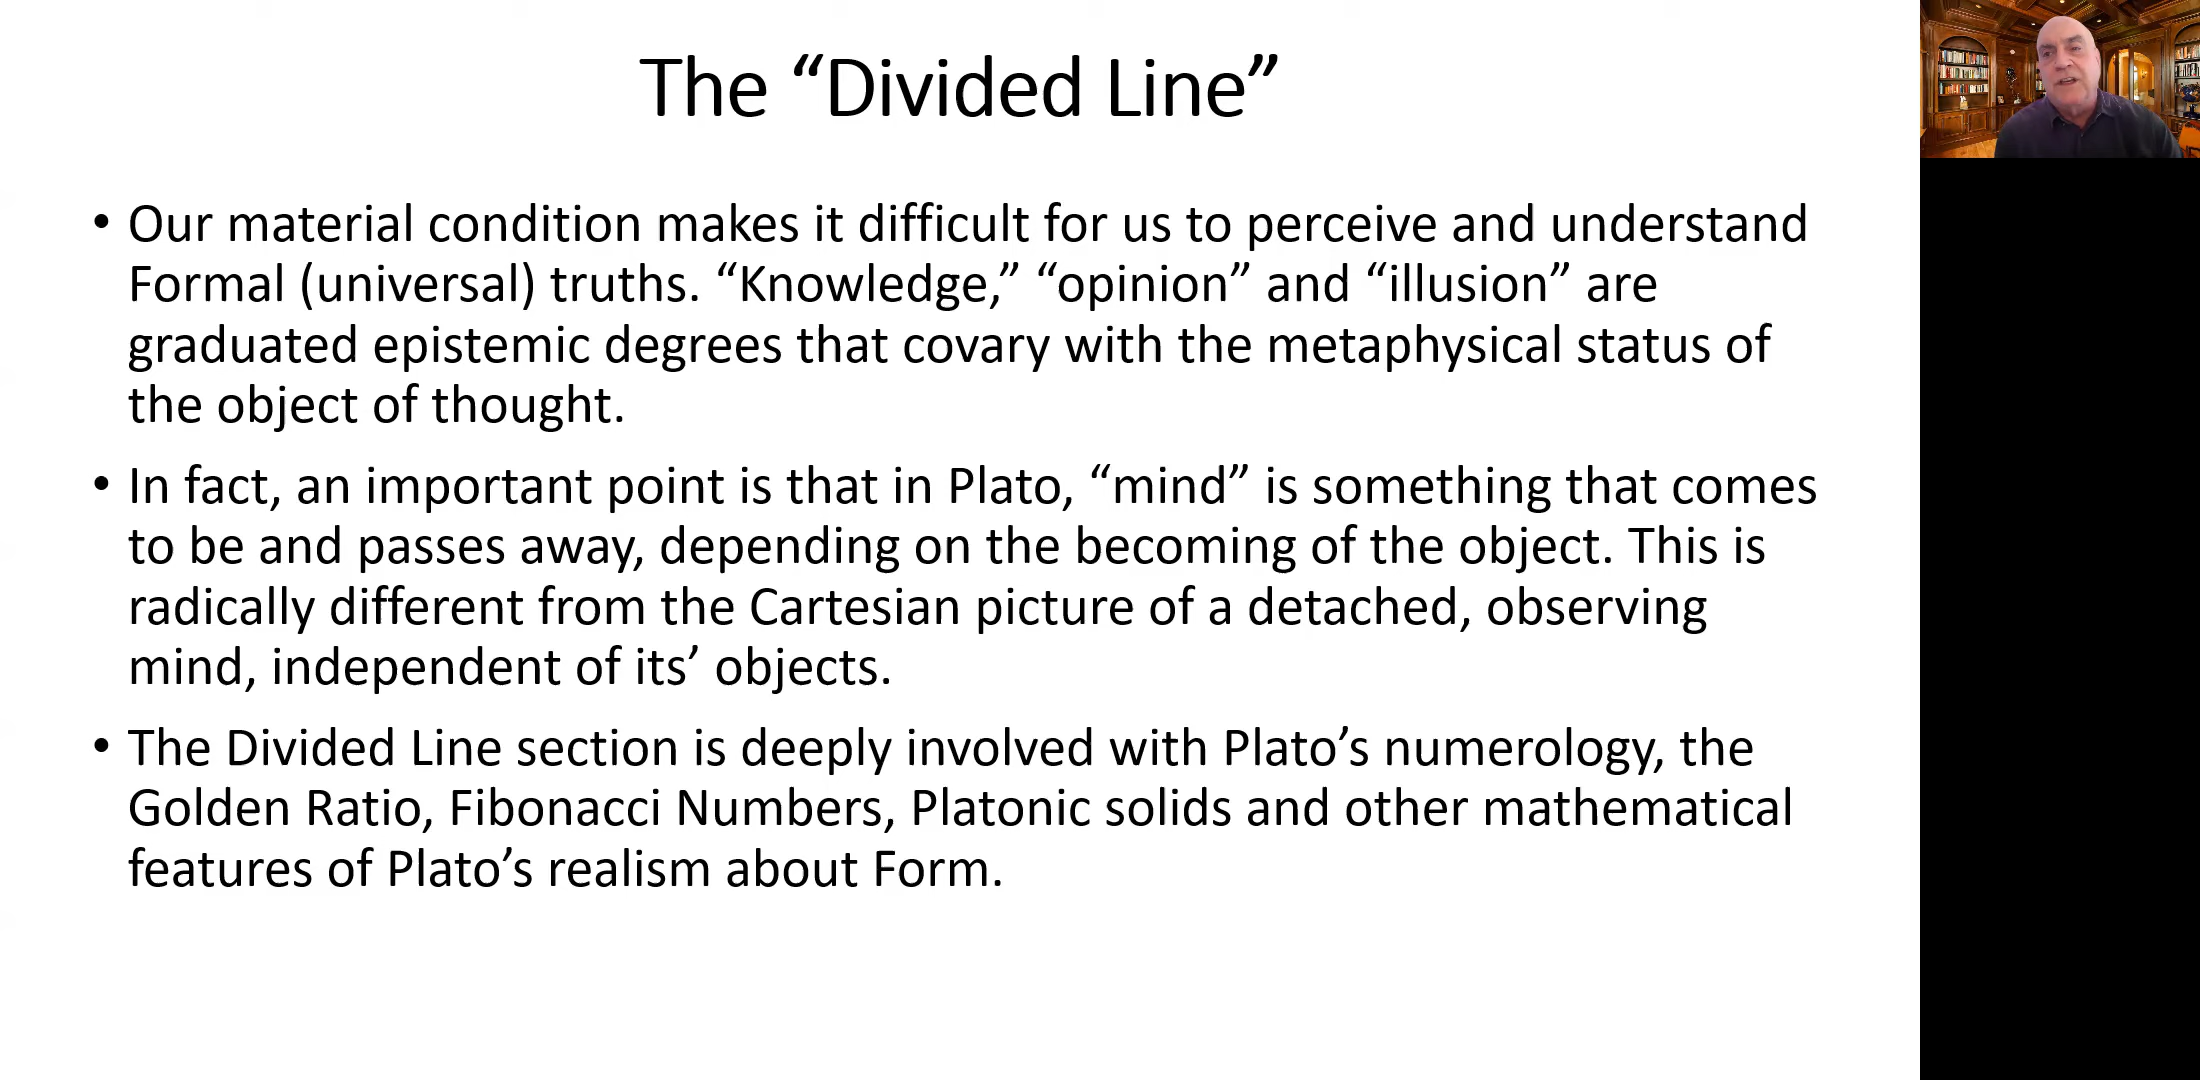 The “Divided Line”
• Our material condition makes it difficult for us to perceive and understand
Formal (universal) truths. “Knowledge,” “opinion” and “illusion” are
graduated epistemic degrees that covary with the metaphysical status of
the object of thought.
• In fact, an important point is that in Plato, “mind” is something that comes
to be and passes away, depending on the becoming of the object. This is
radically different from the Cartesian picture of a detached, observing
mind, independent of its’ objects.
• The Divided Line section is deeply involved with Plato’s numerology, the
Golden Ratio, Fibonacci Numbers, Platonic solids and other mathematical
features of Plato’s realism about Form.